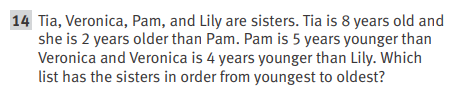 14 Tia, Veronica, Pam, and Lily are sisters. Tia is 8 years old and
she is 2 years older than Pam. Pam is 5 years younger than
Veronica and Veronica is 4 years younger than Lily. Which
list has the sisters in order from youngest to oldest?